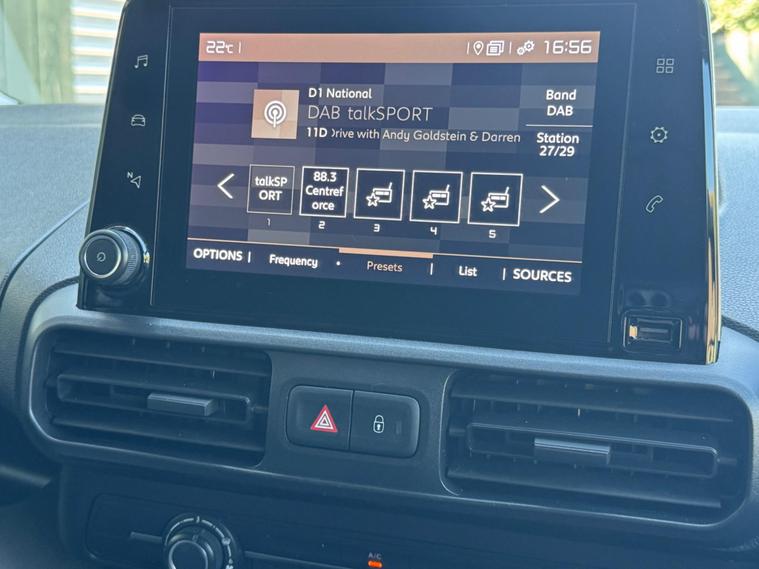 22°C |
16:56
D1 National
DAB talkSPORT
11D Drive with Andy Goldstein & Darren
Band
DAB
Station
27/29
talkSP
ORT
1
88.3
Centref
orce
2
3
4
5
OPTIONS | Frequency • Presets | List | SOURCES
N
A/C